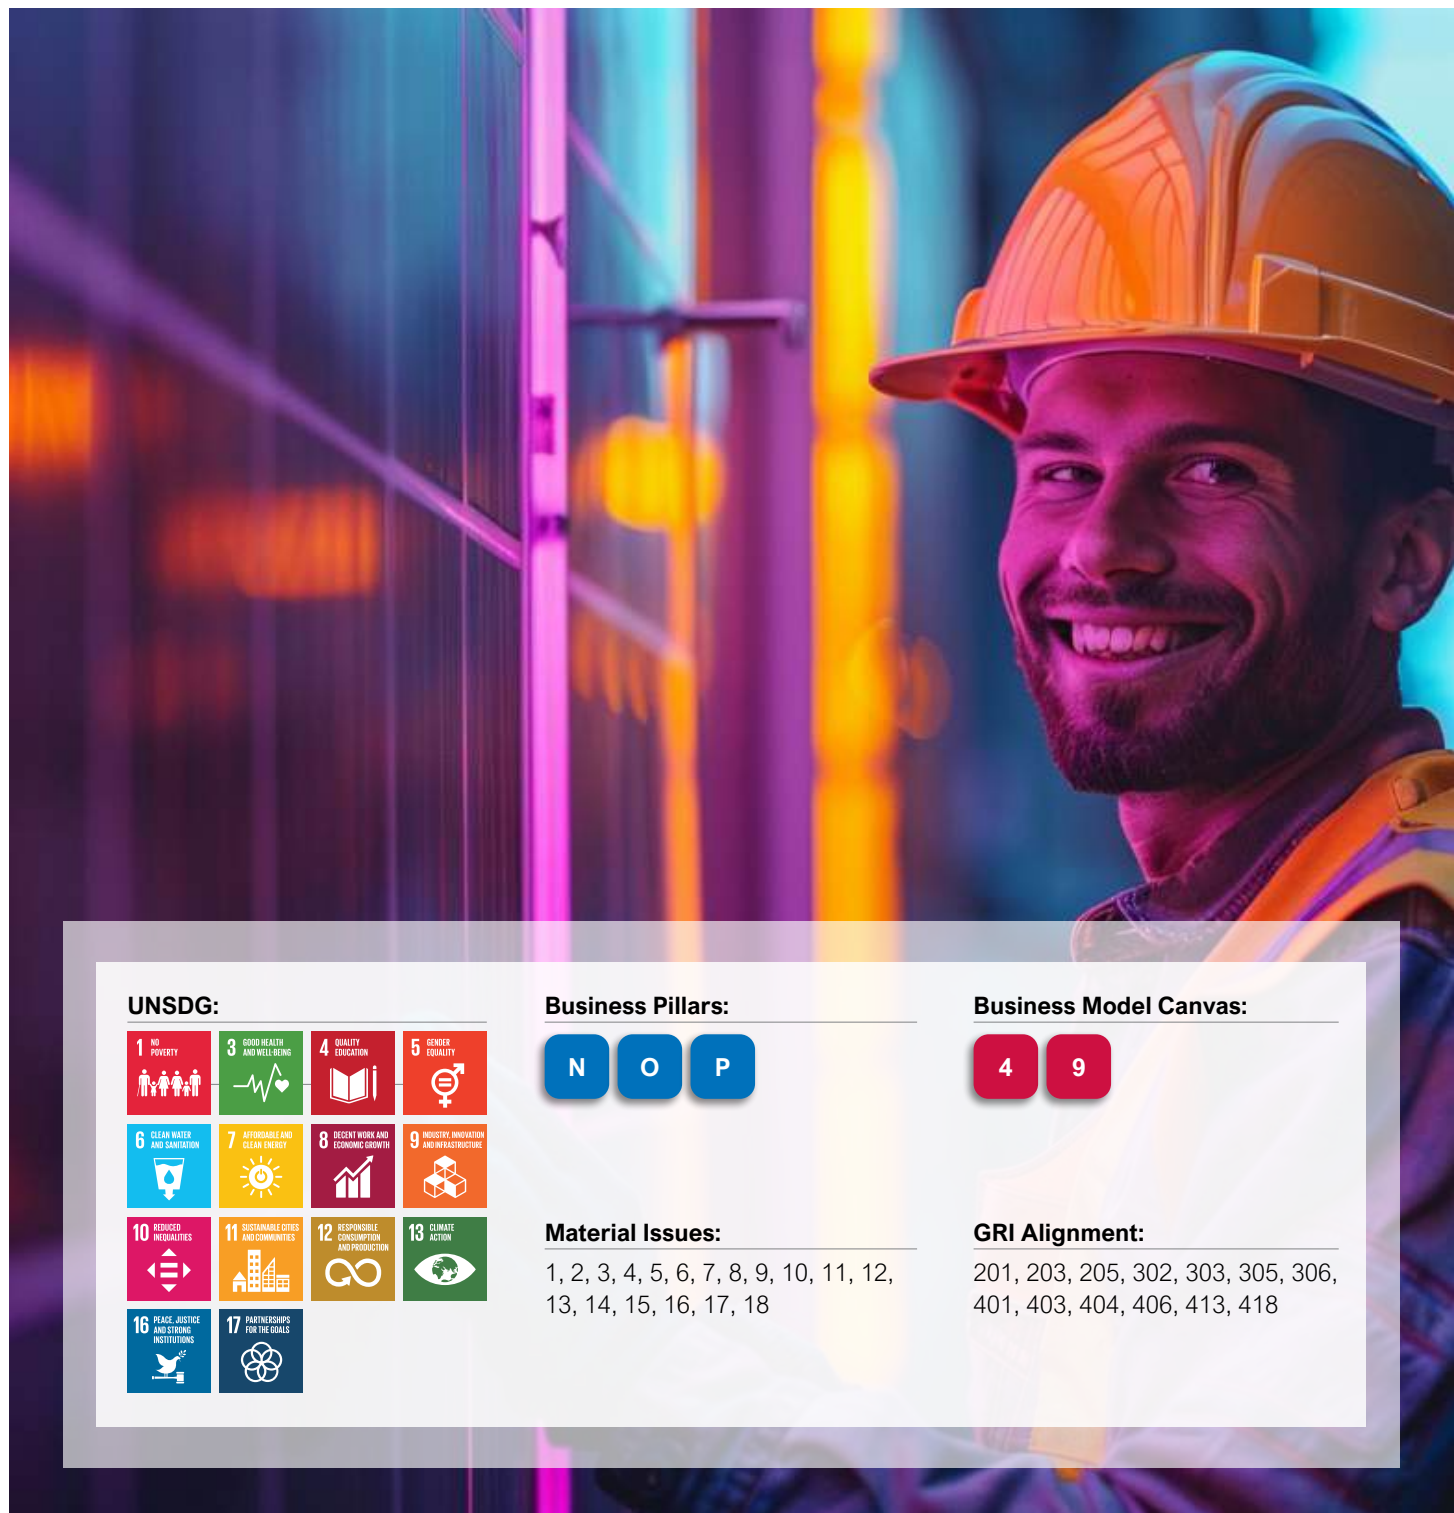 UNSDG:
1 NO POVERTY
3 GOOD HEALTH AND WELL-BEING
4 QUALITY EDUCATION
5 GENDER EQUALITY
6 CLEAN WATER AND SANITATION
7 AFFORDABLE AND CLEAN ENERGY
8 DECENT WORK AND ECONOMIC GROWTH
9 INDUSTRY, INNOVATION AND INFRASTRUCTURE
10 REDUCED INEQUALITIES
11 SUSTAINABLE CITIES AND COMMUNITIES
12 RESPONSIBLE CONSUMPTION AND PRODUCTION
13 CLIMATE ACTION
16 PEACE, JUSTICE AND STRONG INSTITUTIONS
17 PARTNERSHIPS FOR THE GOALS
Business Pillars:
N O P
Business Model Canvas:
4 9
Material Issues:
1, 2, 3, 4, 5, 6, 7, 8, 9, 10, 11, 12,
13, 14, 15, 16, 17, 18
GRI Alignment:
201, 203, 205, 302, 303, 305, 306,
401, 403, 404, 406, 413, 418